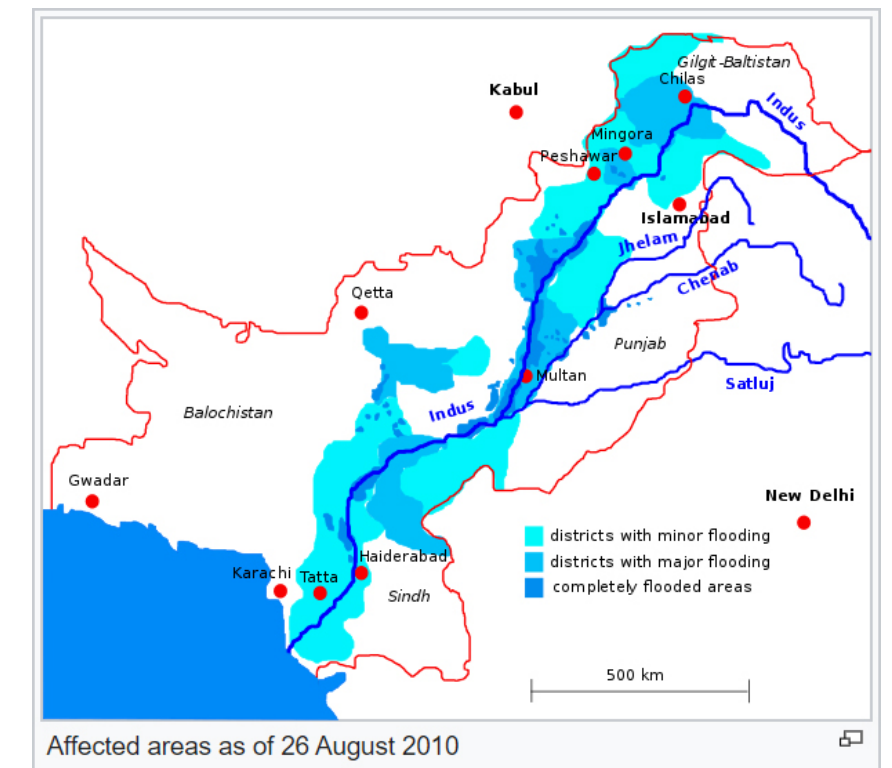 Gilgit-Baltistan
Chilas
Kabul
Indus
Mingora
Peshawar
Islamabad
Jhelam
Chenab
Qetta
Punjab
Multan
Satluj
Indus
Balochistan
Gwadar
New Delhi
districts with minor flooding
districts with major flooding
completely flooded areas
Haiderabad
Karachi
Tatta
Sindh
500 km
Affected areas as of 26 August 2010